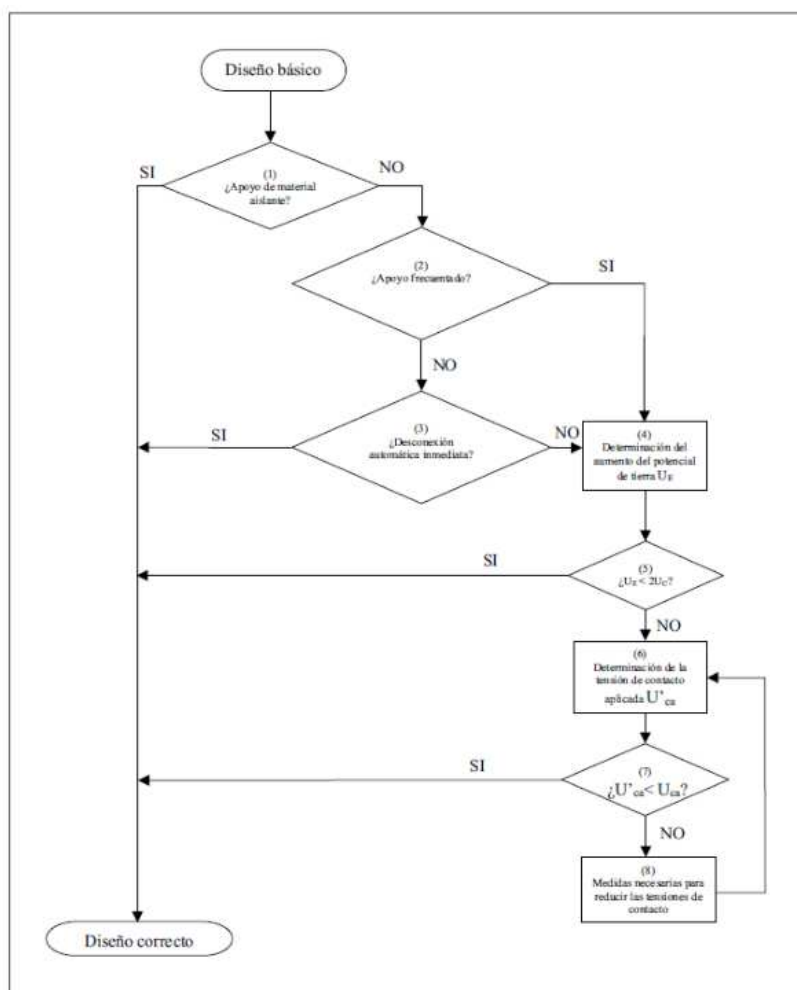 Diseño básico
SI
NO
(1)
¿Apoyo de material
aislante?
(2)
¿Apoyo frecuentado?
SI
NO
(3)
¿Desconexión
automática inmediata?
SI
NO
(4)
Determinación del
aumento del potencial
de tierra UE
(5)
¿UE < 2UC?
SI
NO
(6)
Determinación de la
tensión de contacto
aplicada U'ca
(7)
¿U'ca< Uca?
SI
NO
(8)
Medidas necesarias para
reducir las tensiones de
contacto
Diseño correcto